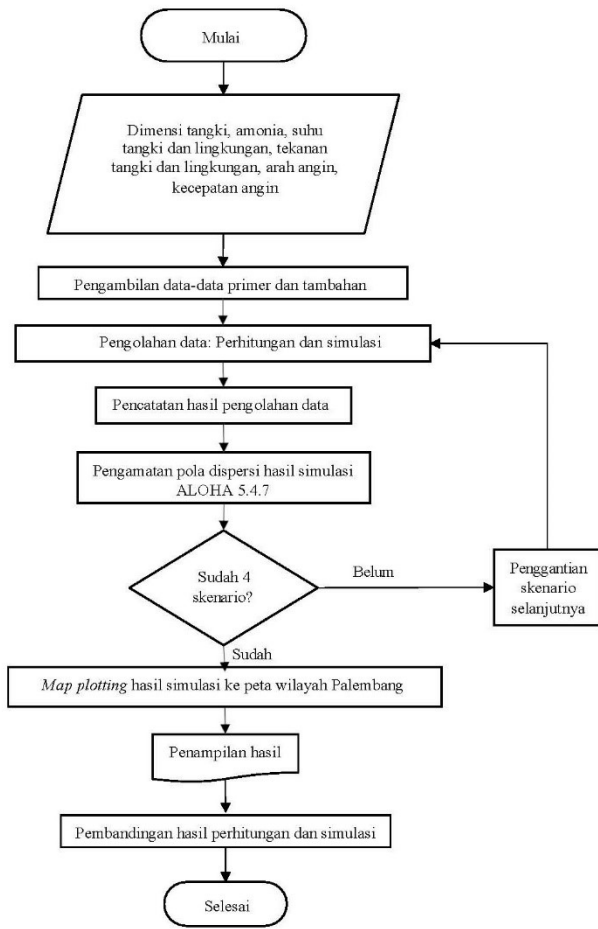 Mulai
Dimensi tangki, amonia, suhu
tangki dan lingkungan, tekanan
tangki dan lingkungan, arah angin,
kecepatan angin
Pengambilan data-data primer dan tambahan
Pengolahan data: Perhitungan dan simulasi
Pencatatan hasil pengolahan data
Pengamatan pola dispersi hasil simulasi
ALOHA 5.4.7
Sudah 4
skenario?
Belum
Penggantian
skenario
selanjutnya
Sudah
Map plotting hasil simulasi ke peta wilayah Palembang
Penampilan hasil
Pembandingan hasil perhitungan dan simulasi
Selesai